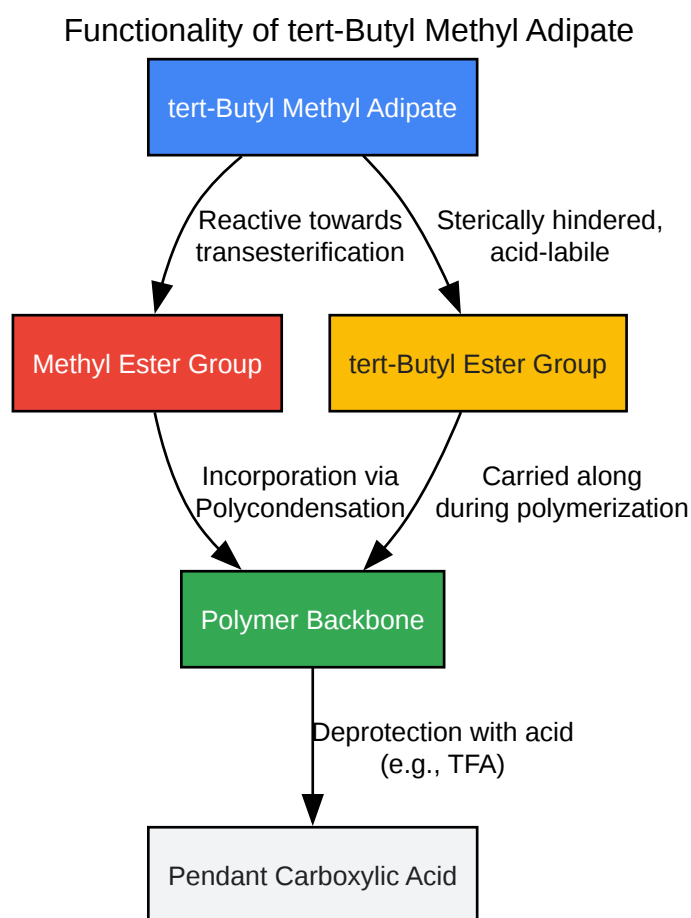 Functionality of tert-Butyl Methyl Adipate
tert-Butyl Methyl Adipate
Reactive towards
transesterification
Sterically hindered,
acid-labile
Methyl Ester Group
tert-Butyl Ester Group
Incorporation via
Polycondensation
Carried along
during polymerization
Polymer Backbone
Deprotection with acid
(e.g., TFA)
Pendant Carboxylic Acid